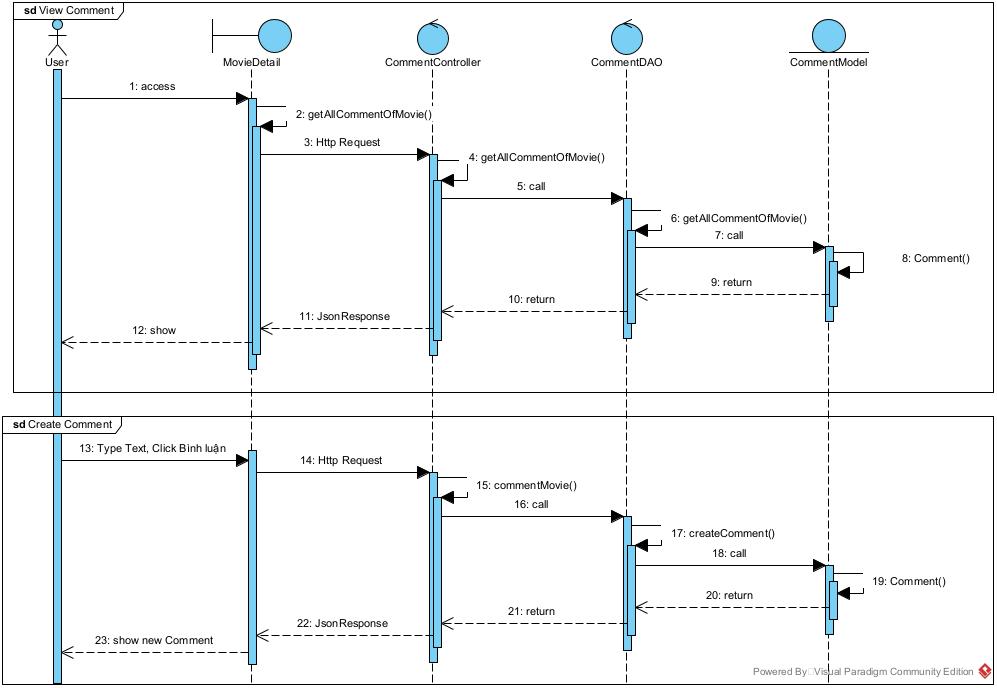 sd View Comment
User
MovieDetail
CommentController
CommentDAO
CommentModel
1: access
2: getAllCommentOfMovie()
3: Http Request
4: getAllCommentOfMovie()
5: call
6: getAllCommentOfMovie()
7: call
8: Comment()
9: return
10: return
11: JsonResponse
12: show
sd Create Comment
13: Type Text, Click Bình luận
14: Http Request
15: commentMovie()
16: call
17: createComment()
18: call
19: Comment()
20: return
21: return
22: JsonResponse
23: show new Comment
Powered By Visual Paradigm Community Edition